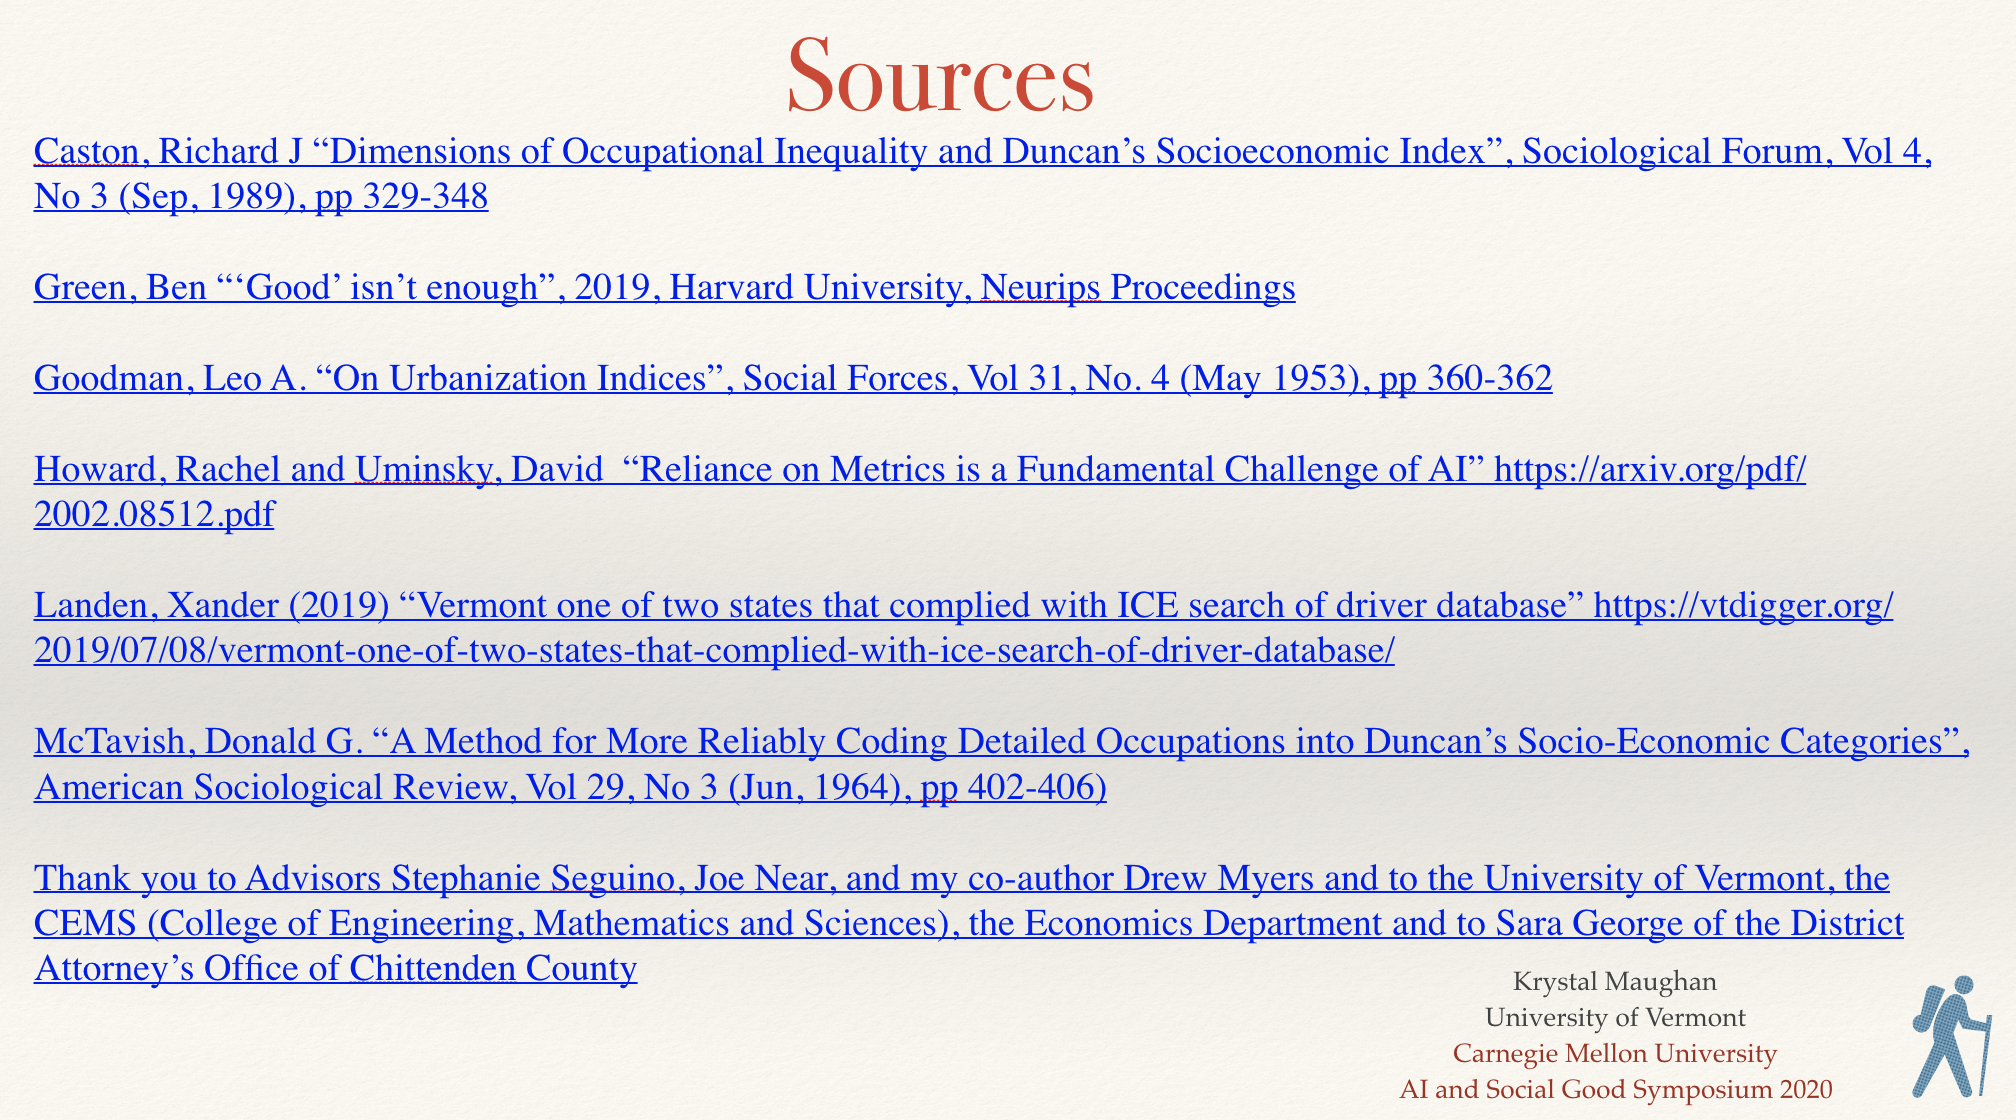 Sources
Caston, Richard J “Dimensions of Occupational Inequality and Duncan’s Socioeconomic Index”, Sociological Forum, Vol 4,
No 3 (Sep, 1989), pp 329-348
Green, Ben “‘Good’ isn’t enough”, 2019, Harvard University, Neurips Proceedings
Goodman, Leo A. “On Urbanization Indices”, Social Forces, Vol 31, No. 4 (May 1953), pp 360-362
Howard, Rachel and Uminsky, David  “Reliance on Metrics is a Fundamental Challenge of AI” https://arxiv.org/pdf/
2002.08512.pdf
Landen, Xander (2019) “Vermont one of two states that complied with ICE search of driver database” https://vtdigger.org/
2019/07/08/vermont-one-of-two-states-that-complied-with-ice-search-of-driver-database/
McTavish, Donald G. “A Method for More Reliably Coding Detailed Occupations into Duncan’s Socio-Economic Categories”,
American Sociological Review, Vol 29, No 3 (Jun, 1964), pp 402-406)
Thank you to Advisors Stephanie Seguino, Joe Near, and my co-author Drew Myers and to the University of Vermont, the
CEMS (College of Engineering, Mathematics and Sciences), the Economics Department and to Sara George of the District
Attorney’s Office of Chittenden County
Krystal Maughan
University of Vermont
Carnegie Mellon University
AI and Social Good Symposium 2020